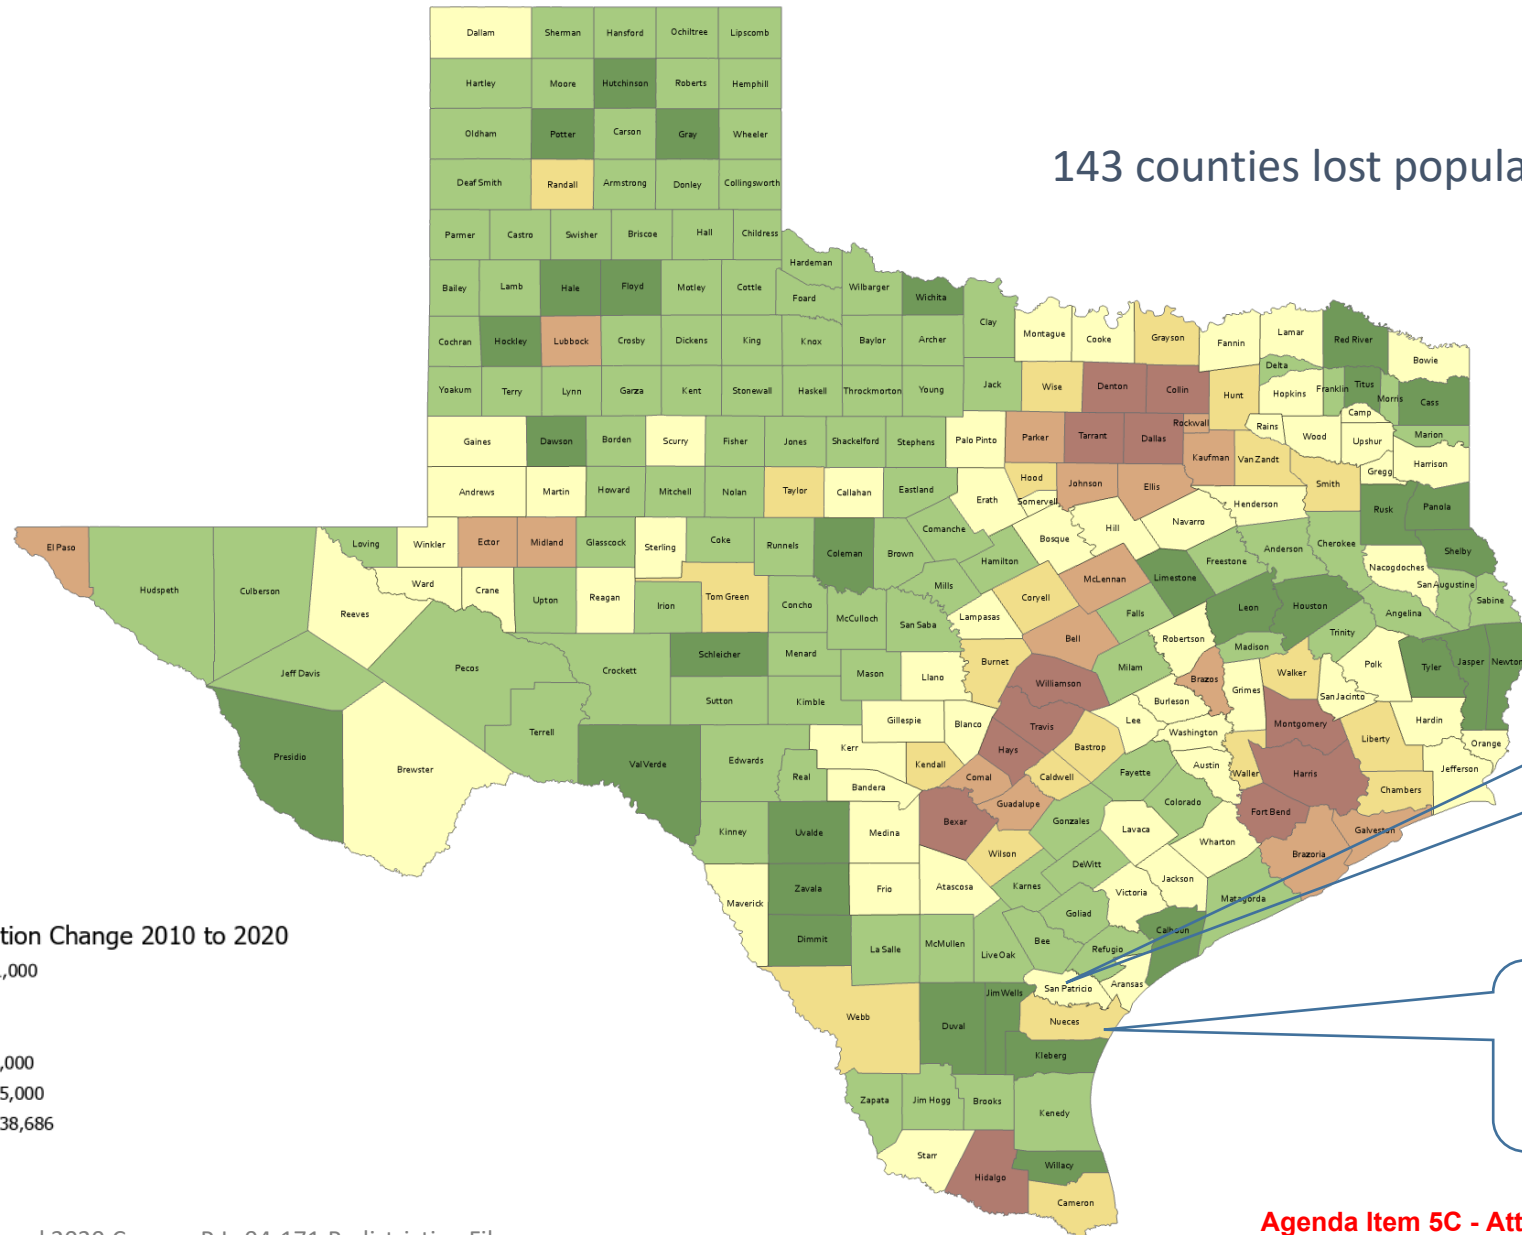 Dallam Sherman Hansford Ochiltree Lipscomb
Hartley Moore Hutchinson Roberts Hemphill
Oldham Potter Carson Gray Wheeler
143 counties lost popula
Deaf Smith Randall Armstrong Donley Collingsworth
Parmer Castro Swisher Briscoe Hall Childress
Hardeman
Bailey Lamb Hale Floyd Motley Cottle Foard Wilbarger Wichita
Clay Montague Cooke Grayson Fannin Lamar Red River Bowie
Cochran Hockley Lubbock Crosby Dickens King Knox Baylor Archer
Delta
Yoakum Terry Lynn Garza Kent Stonewall Haskell Throckmorton Young Jack Wise Denton Collin Hunt Hopkins Franklin Titus Morris Cass
Camp
Rockwall Rains
Gaines Dawson Borden Scurry Fisher Jones Shackelford Stephens Palo Pinto Parker Tarrant Dallas Kaufman Van Zandt Wood Upshur Marion
Gregg Harrison
Andrews Martin Howard Mitchell Nolan Taylor Callahan Eastland Erath Hood Johnson Ellis Smith
Somervell Henderson Rusk Panola
El Paso Hudspeth Culberson Loving Winkler Ector Midland Glasscock Sterling Coke Runnels Coleman Brown Comanche Bosque Hill Navarro Anderson Cherokee Shelby
Hamilton Limestone Freestone Nacogdoches San Augustine
Reeves Ward Crane Upton Reagan Irion Tom Green Concho Mills Coryell McLennan Leon Houston Sabine
McCulloch San Saba Lampasas Bell Falls Trinity Angelina
Jeff Davis Pecos Crockett Schleicher Menard Mason Llano Burnet Williamson Milam Robertson Madison Walker Polk Tyler Jasper Newton
Sutton Kimble Brazos Grimes San Jacinto
Presidio Brewster Terrell Val Verde Edwards Real Kerr Gillespie Blanco Travis Hays Lee Burleson Washington Montgomery Liberty Hardin Orange
Bandera Kendall Comal Caldwell Bastrop Fayette Austin Waller Harris Jefferson
Chambers
Kinney Uvalde Medina Bexar Guadalupe Gonzales Colorado Fort Bend Galveston
Wilson Lavaca Wharton Brazoria
DeWitt
Maverick Zavala Frio Atascosa Karnes Victoria Jackson Matagorda
Goliad
Dimmit La Salle McMullen Live Oak Bee Refugio Calhoun
tion Change 2010 to 2020
,000
San Patricio Aransas
Webb Duval Jim Wells Nueces
Kleberg
,000
5,000
38,686
Zapata Jim Hogg Brooks Kenedy
Starr Hidalgo Willacy
Cameron
Agenda Item 5C - Att